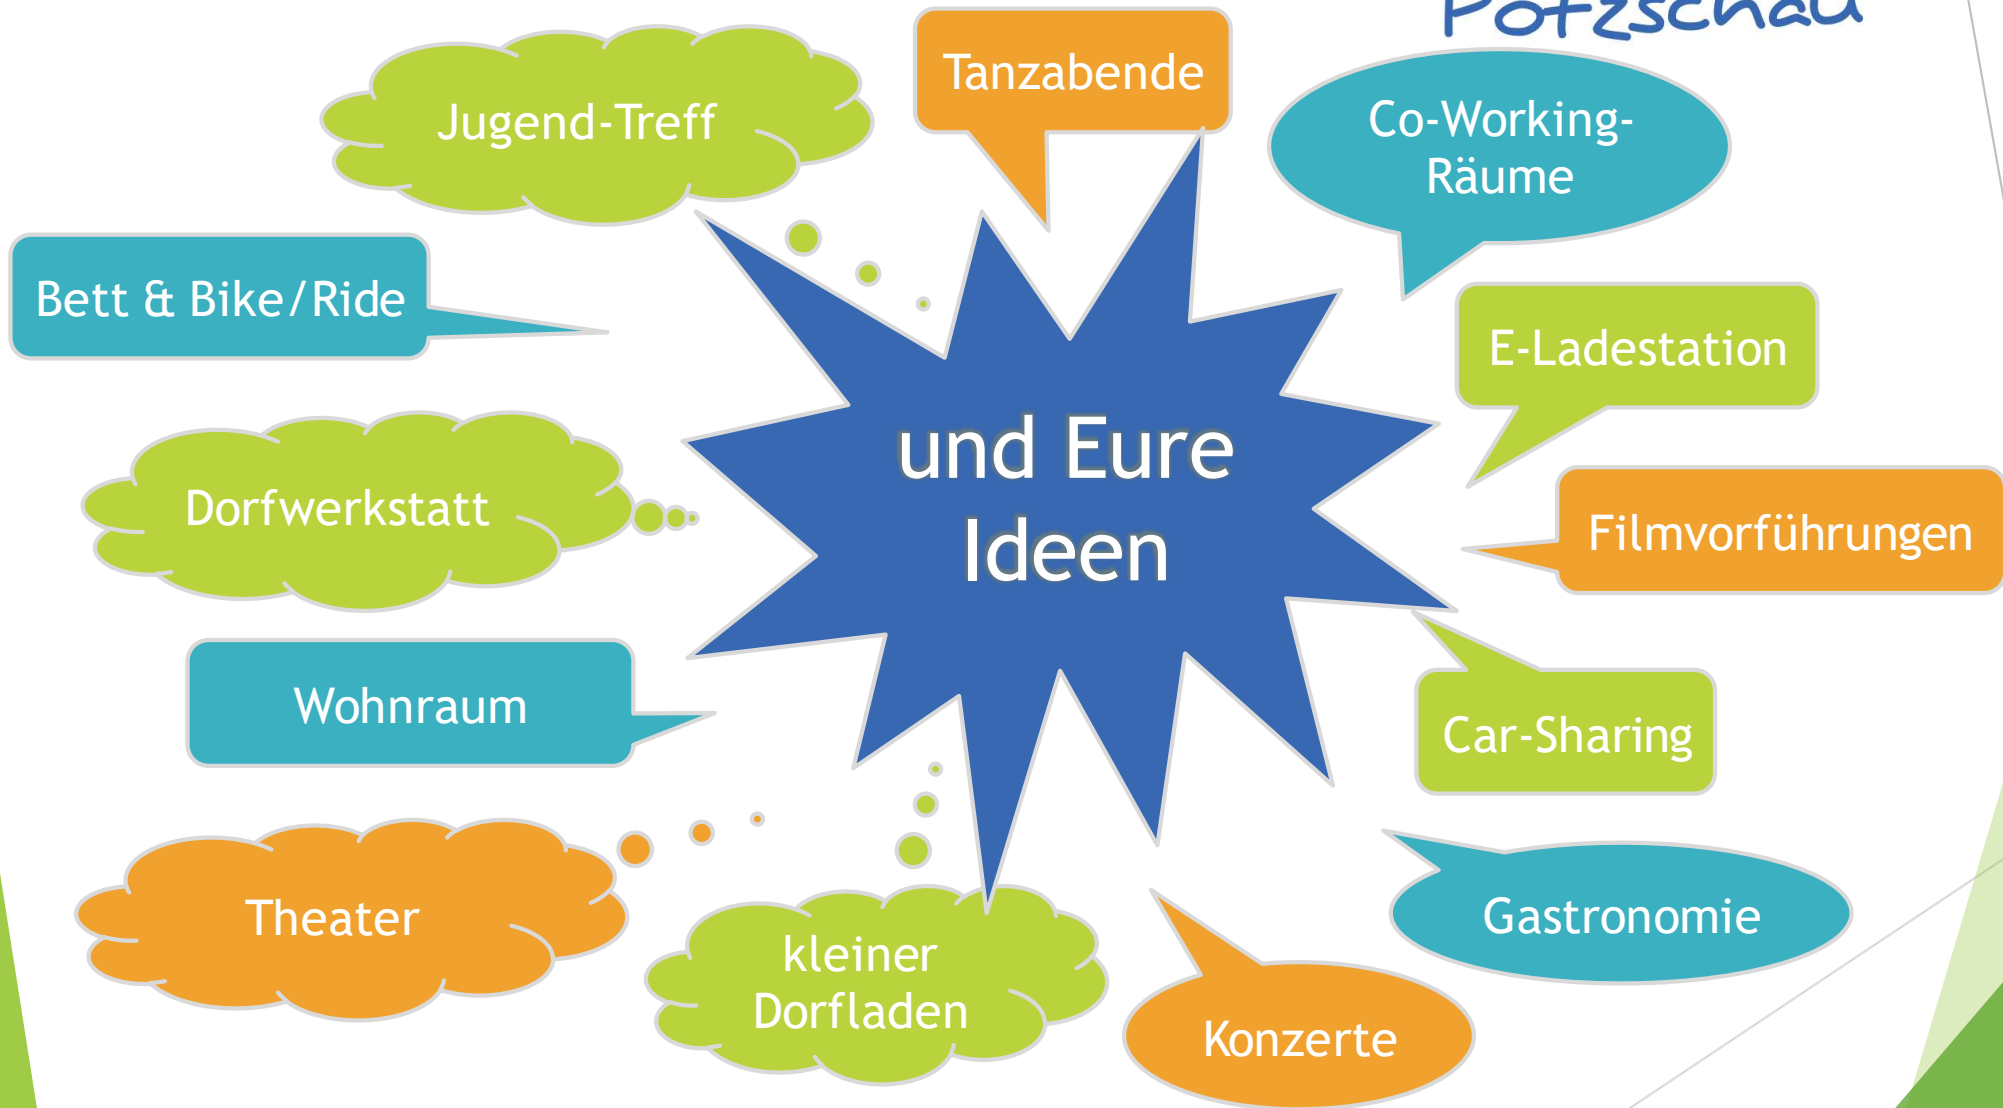 Pötzschau
Tanzabende
Jugend-Treff
Co-Working-
Räume
Bett & Bike/Ride
E-Ladestation
und Eure
Ideen
Dorfwerkstatt
Filmvorführungen
Wohnraum
Car-Sharing
Theater
Gastronomie
kleiner
Dorfladen
Konzerte